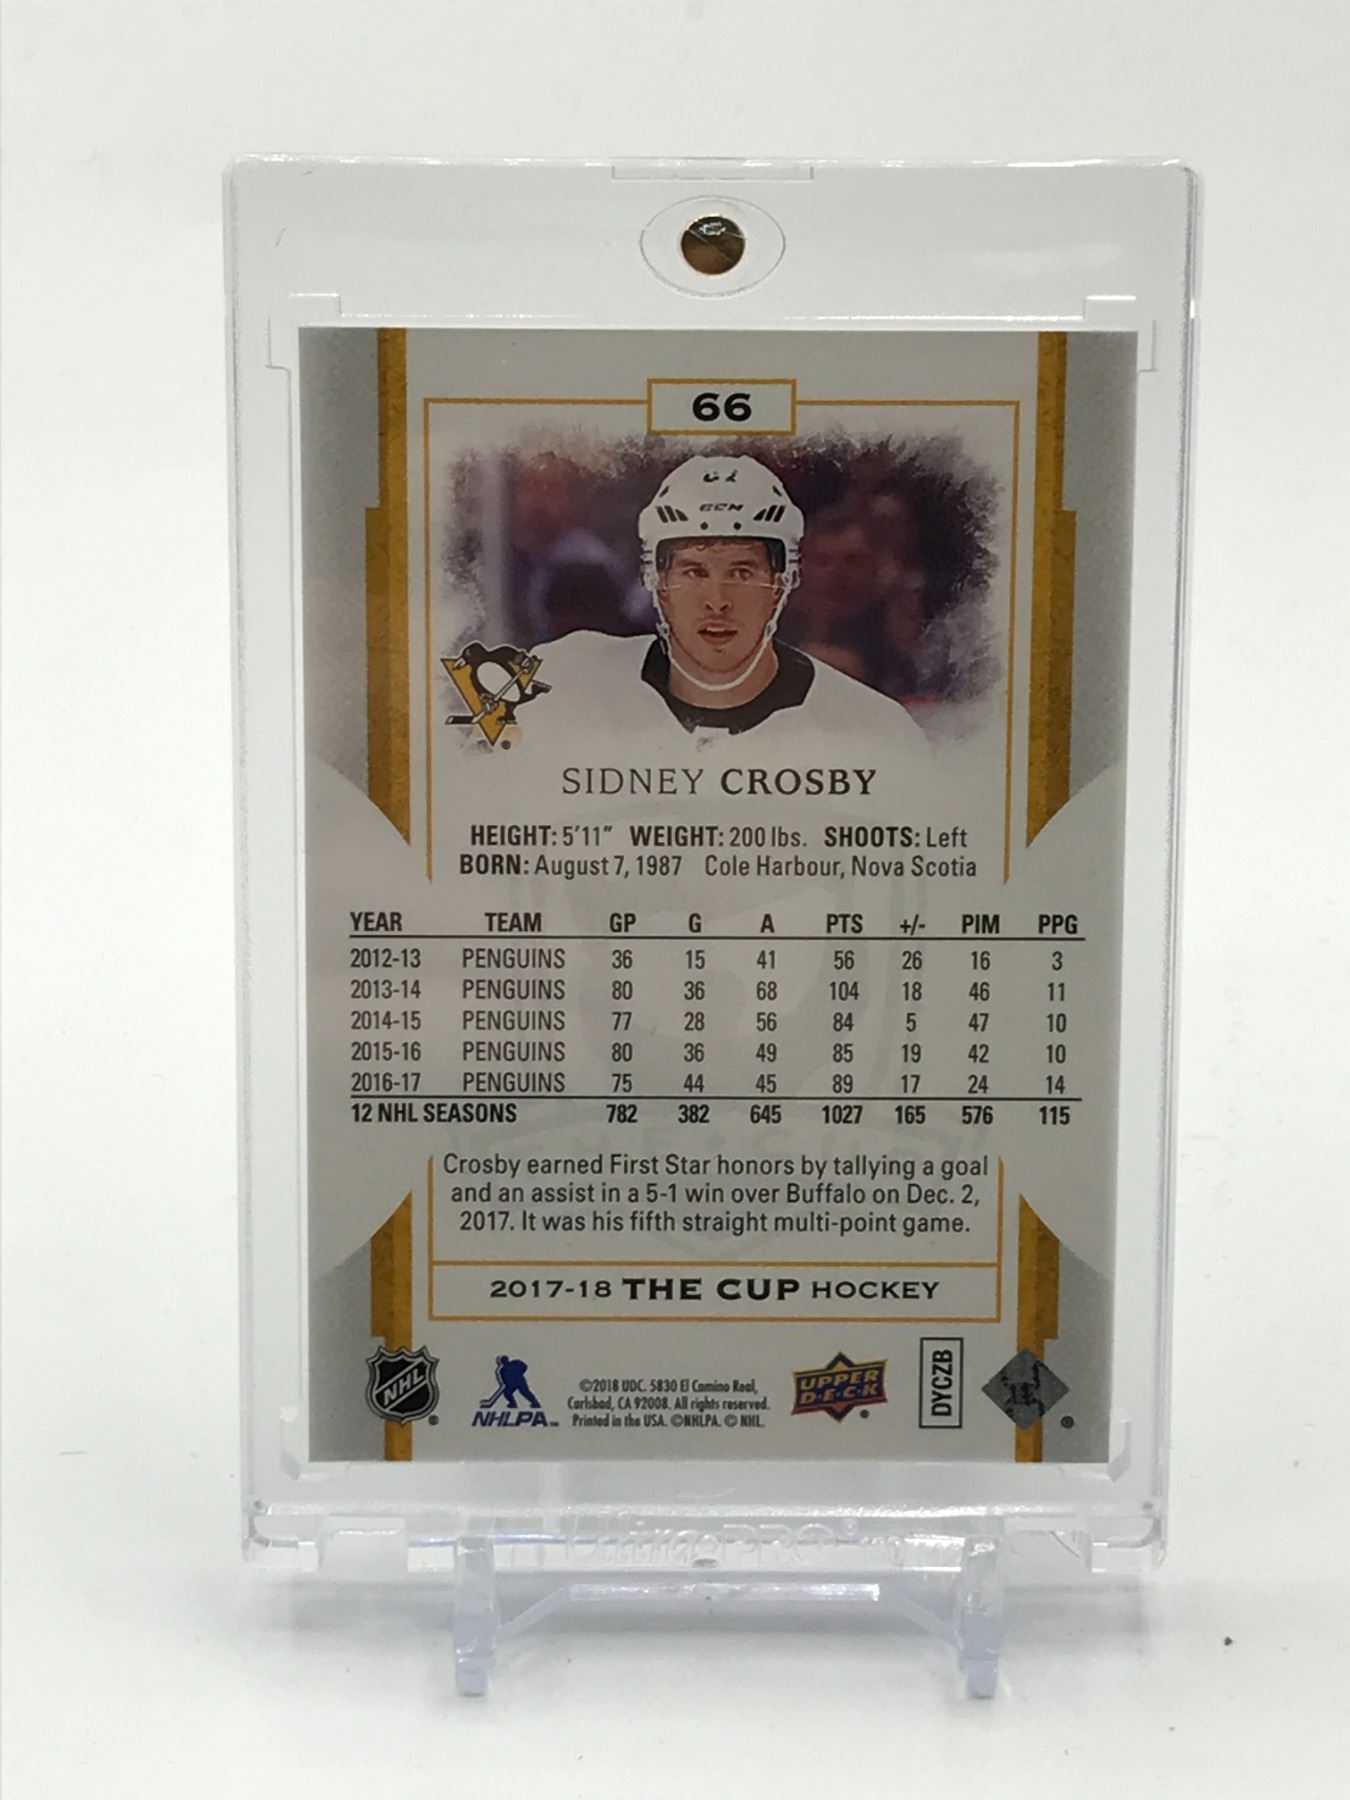 66
CCM
SIDNEY CROSBY
HEIGHT: 5'11" WEIGHT: 200 lbs. SHOOTS: Left
BORN: August 7, 1987 Cole Harbour, Nova Scotia
YEAR TEAM GP G A PTS +/- PIM PPG
2012-13 PENGUINS 36 15 41 56 26 16 3
2013-14 PENGUINS 80 36 68 104 18 46 11
2014-15 PENGUINS 77 28 56 84 5 47 10
2015-16 PENGUINS 80 36 49 85 19 42 10
2016-17 PENGUINS 75 44 45 89 17 24 14
12 NHL SEASONS 782 382 645 1027 165 576 115
Crosby earned First Star honors by tallying a goal
and an assist in a 5-1 win over Buffalo on Dec. 2,
2017. It was his fifth straight multi-point game.
2017-18 THE CUP HOCKEY
NHL ®
NHLPA™
©2018 UDC. 5830 El Camino Real,
Carlsbad, CA 92008. All rights reserved.
Printed in the USA. ©NHLPA. © NHL.
UPPER
D·E·C·K ®
DYCZB
®
UltraPRO